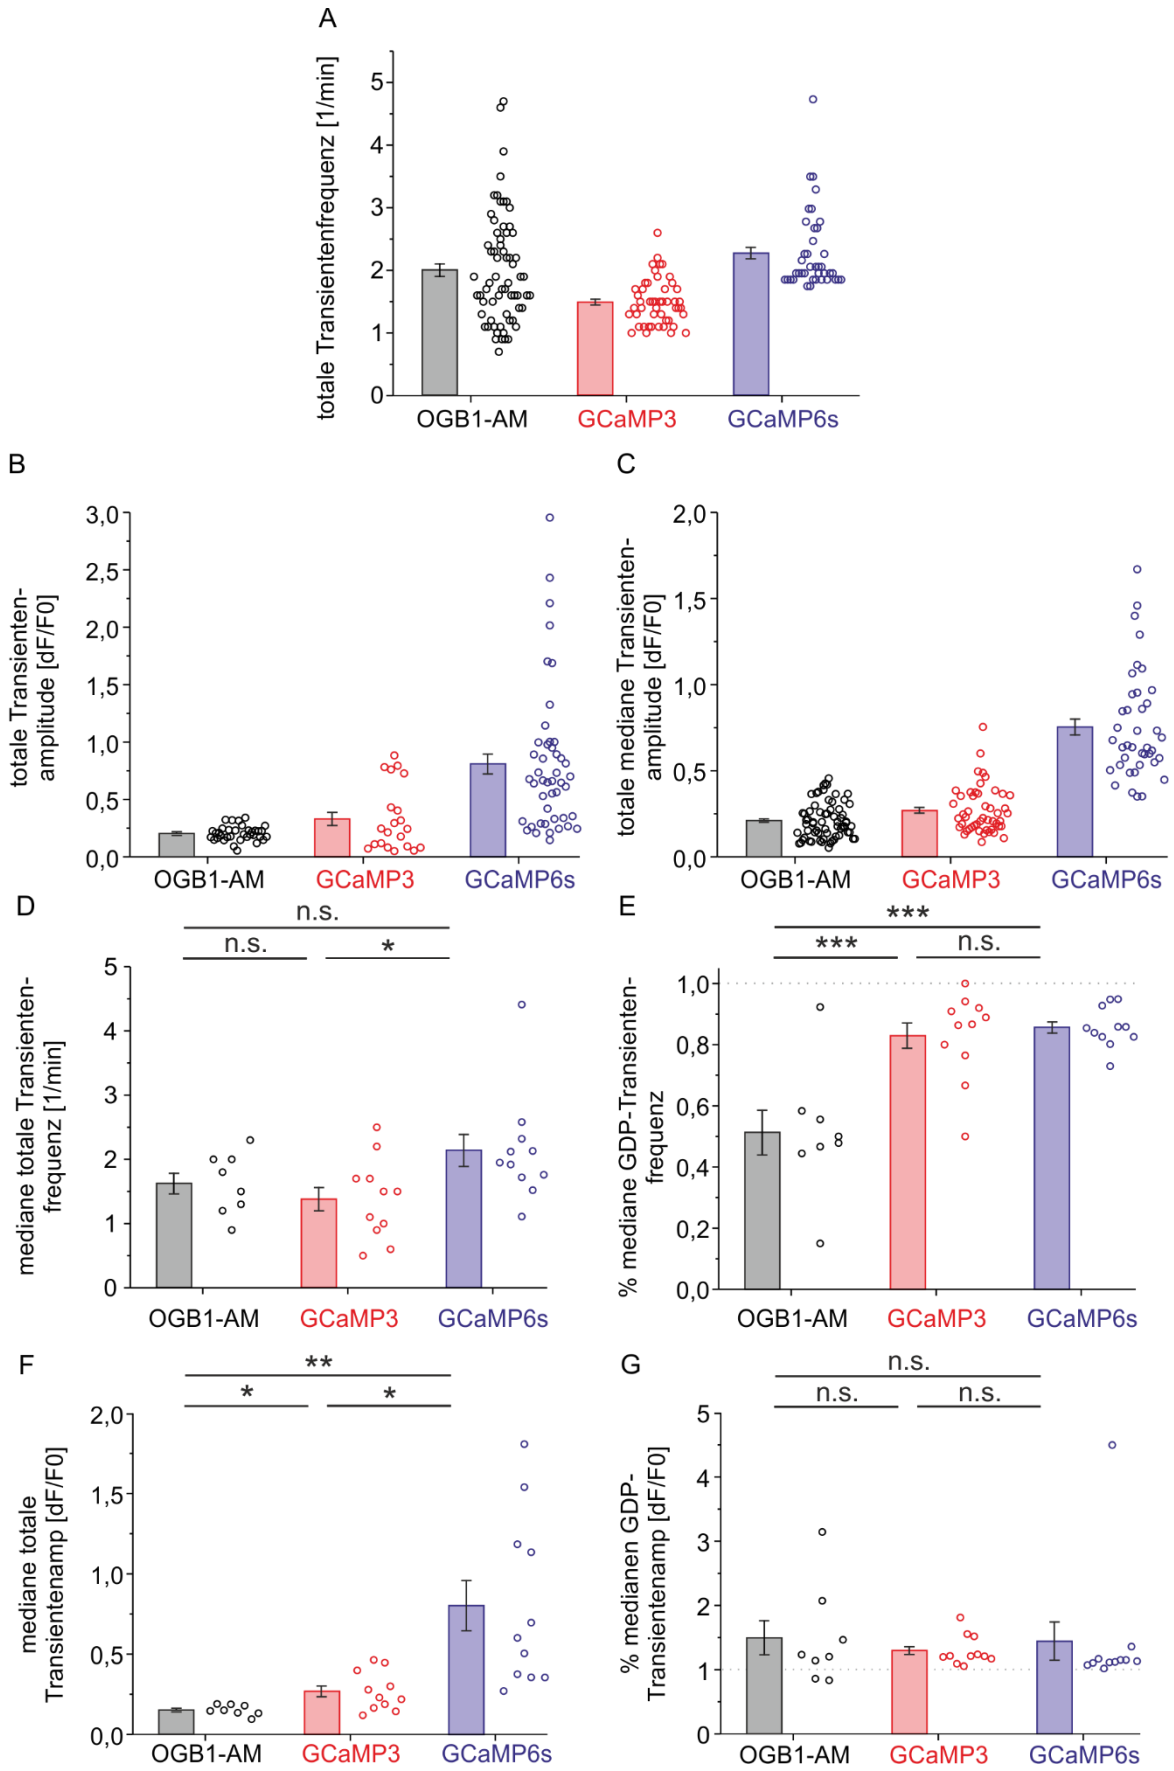 A
totale Transientenfrequenz [1/min]
5
4
3
2
1
0
OGB1-AM GCaMP3 GCaMP6s
B
totale Transienten-
amplitude [dF/F0]
3,0
2,5
2,0
1,5
1,0
0,5
0,0
OGB1-AM GCaMP3 GCaMP6s
C
totale mediane Transienten-
amplitude [dF/F0]
2,0
1,5
1,0
0,5
0,0
OGB1-AM GCaMP3 GCaMP6s
D
n.s.
n.s. *
mediane totale Transienten-
frequenz [1/min]
5
4
3
2
1
0
OGB1-AM GCaMP3 GCaMP6s
E
***
*** n.s.
% mediane GDP-Transienten-
frequenz
1,0
0,8
0,6
0,4
0,2
0,0
OGB1-AM GCaMP3 GCaMP6s
F
**
* *
mediane totale
Transientenamp [dF/F0]
2,0
1,5
1,0
0,5
0,0
OGB1-AM GCaMP3 GCaMP6s
G
n.s.
n.s. n.s.
% medianen GDP-
Transientenamp [dF/F0]
5
4
3
2
1
0
OGB1-AM GCaMP3 GCaMP6s